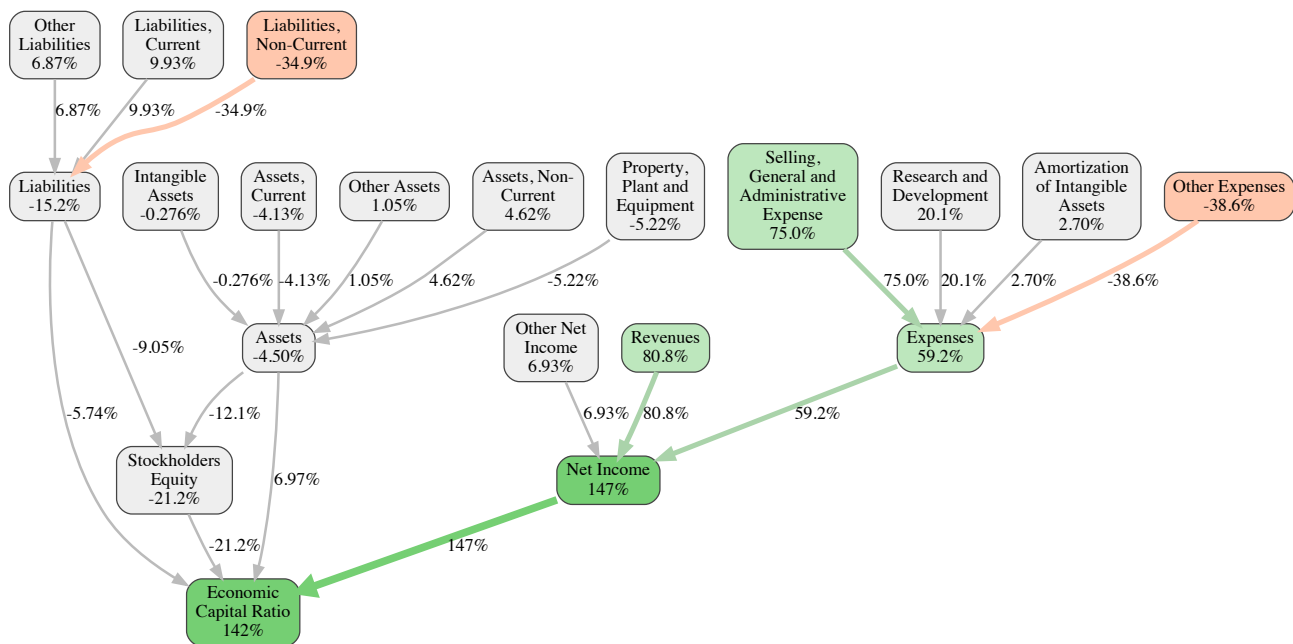 Other
Liabilities
6.87%
Liabilities,
Current
9.93%
Liabilities,
Non-Current
-34.9%
6.87%
9.93%
-34.9%
Liabilities
-15.2%
Intangible
Assets
-0.276%
Assets,
Current
-4.13%
Other Assets
1.05%
Assets, Non-
Current
4.62%
Property,
Plant and
Equipment
-5.22%
Selling,
General and
Administrative
Expense
75.0%
Research and
Development
20.1%
Amortization
of Intangible
Assets
2.70%
Other Expenses
-38.6%
-0.276%
-4.13%
1.05%
4.62%
-5.22%
75.0%
20.1%
2.70%
-38.6%
-9.05%
Assets
-4.50%
Other Net
Income
6.93%
Revenues
80.8%
Expenses
59.2%
-5.74%
-12.1%
6.93%
80.8%
59.2%
Stockholders
Equity
-21.2%
6.97%
Net Income
147%
-21.2%
147%
Economic
Capital Ratio
142%